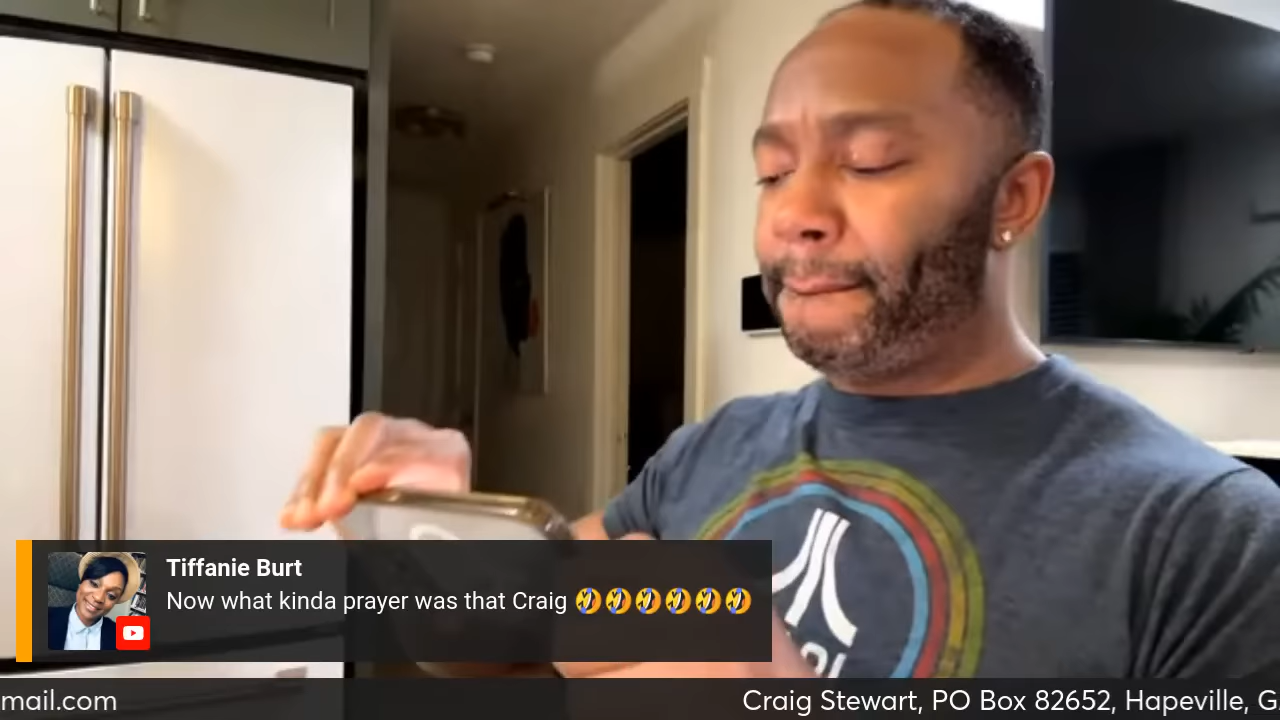 Tiffanie Burt
Now what kinda prayer was that Craig 🤣🤣🤣🤣🤣🤣
mail.com
Craig Stewart, PO Box 82652, Hapeville, G